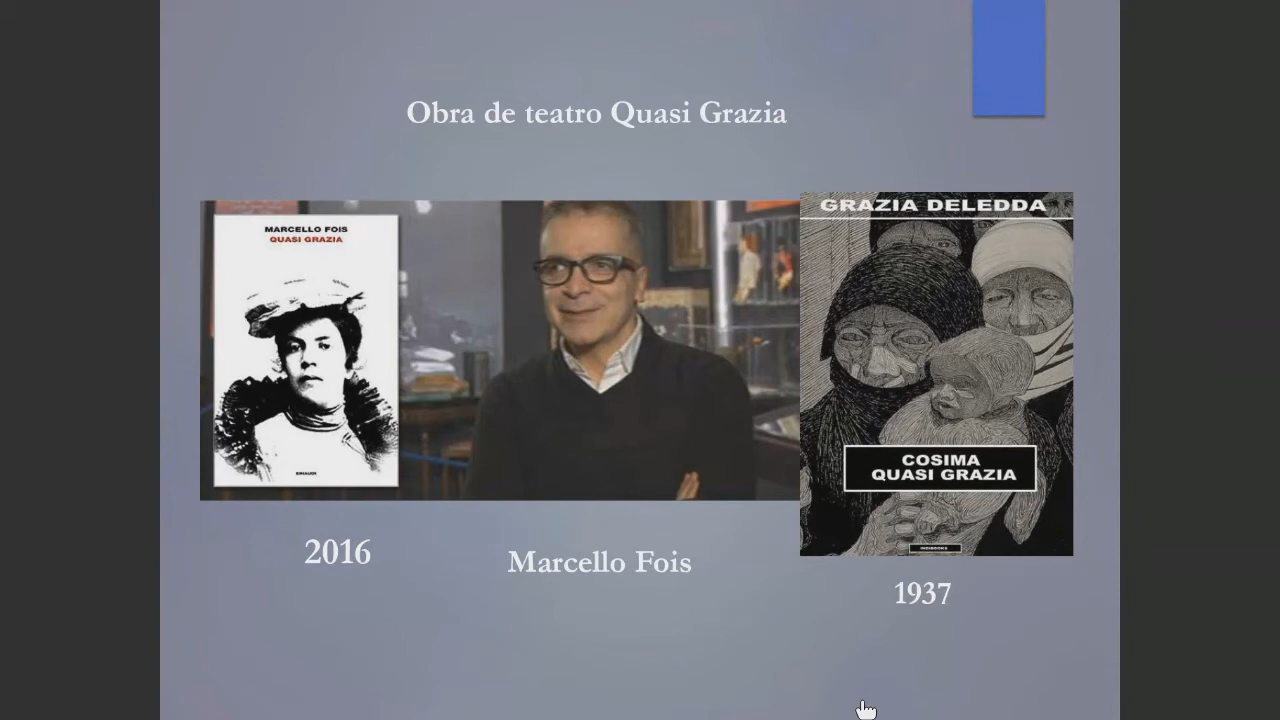 Obra de teatro Quasi Grazia
MARCELLO FOIS
QUASI GRAZIA
EINAUDI
GRAZIA DELEDDA
COSIMA
QUASI GRAZIA
INDIBOOKS
2016
Marcello Fois
1937